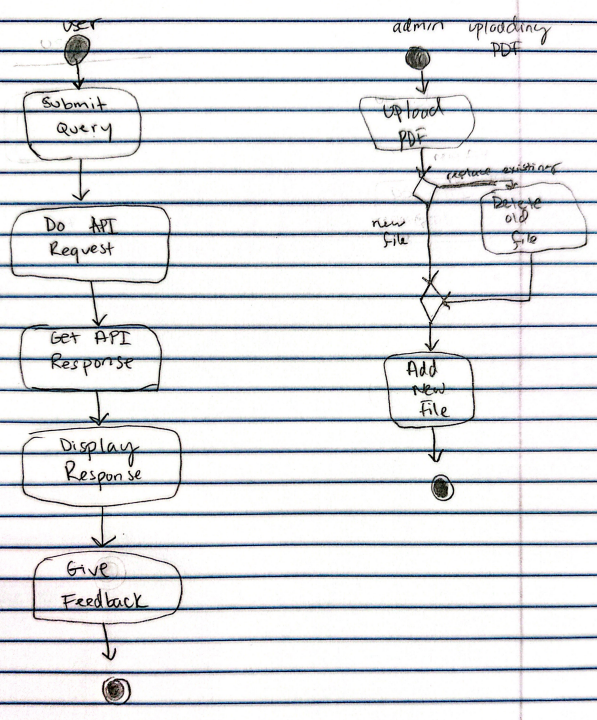 user
Submit
Query
Do API
Request
Get API
Response
Display
Response
Give
Feedback
admin uploading
PDF
Upload
PDF
replace existing
new
file
Delete
old
file
Add
New
File